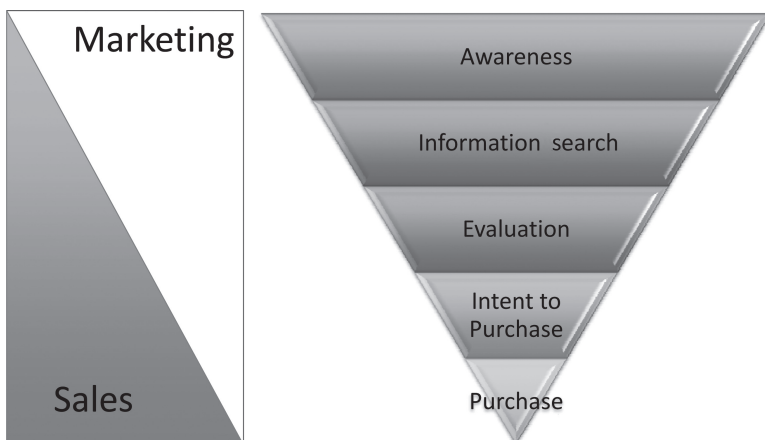 Marketing
Sales
Awareness
Information search
Evaluation
Intent to
Purchase
Purchase